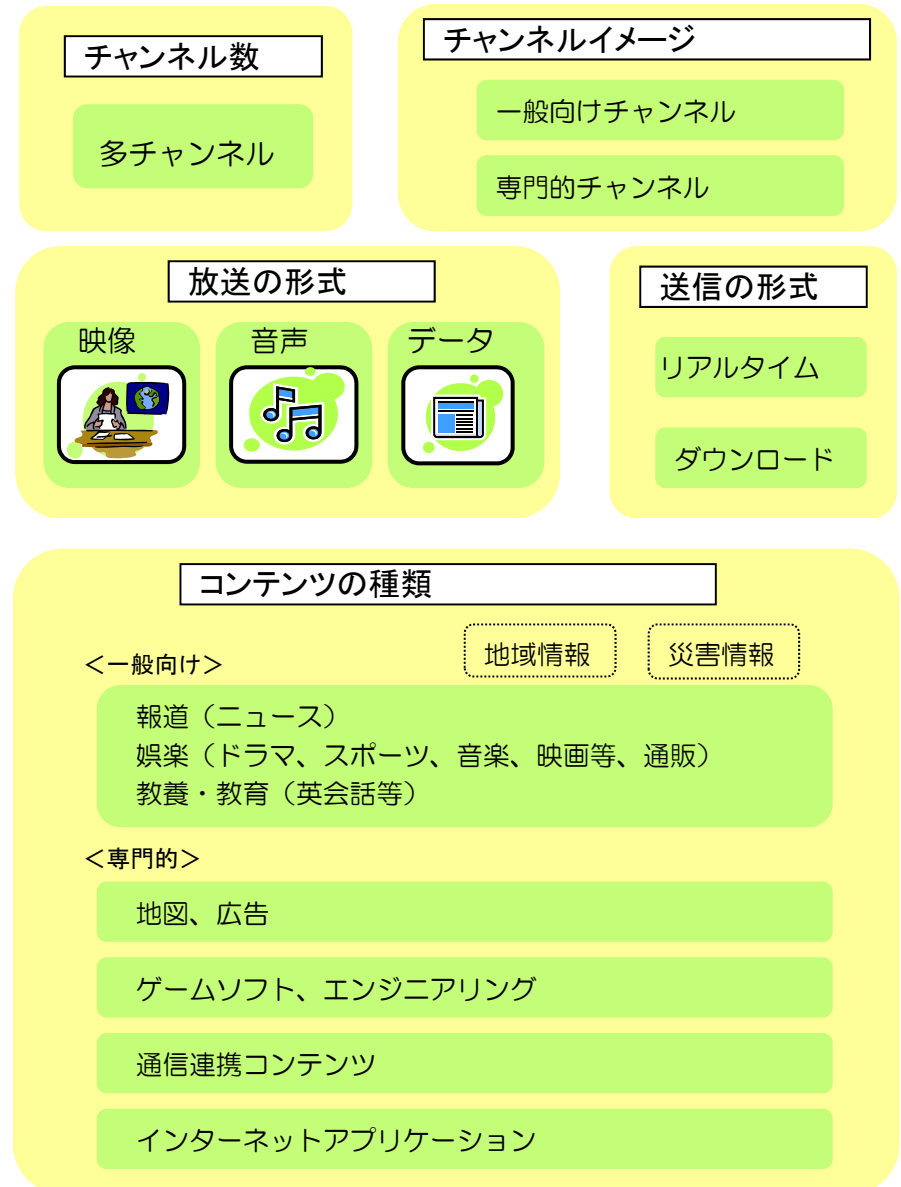 チャンネル数
多チャンネル
チャンネルイメージ
一般向けチャンネル
専門的チャンネル
放送の形式
映像
音声
データ
送信の形式
リアルタイム
ダウンロード
コンテンツの種類
地域情報
災害情報
＜一般向け＞
報道（ニュース）
娯楽（ドラマ、スポーツ、音楽、映画等、通販）
教養・教育（英会話等）
＜専門的＞
地図、広告
ゲームソフト、エンジニアリング
通信連携コンテンツ
インターネットアプリケーション